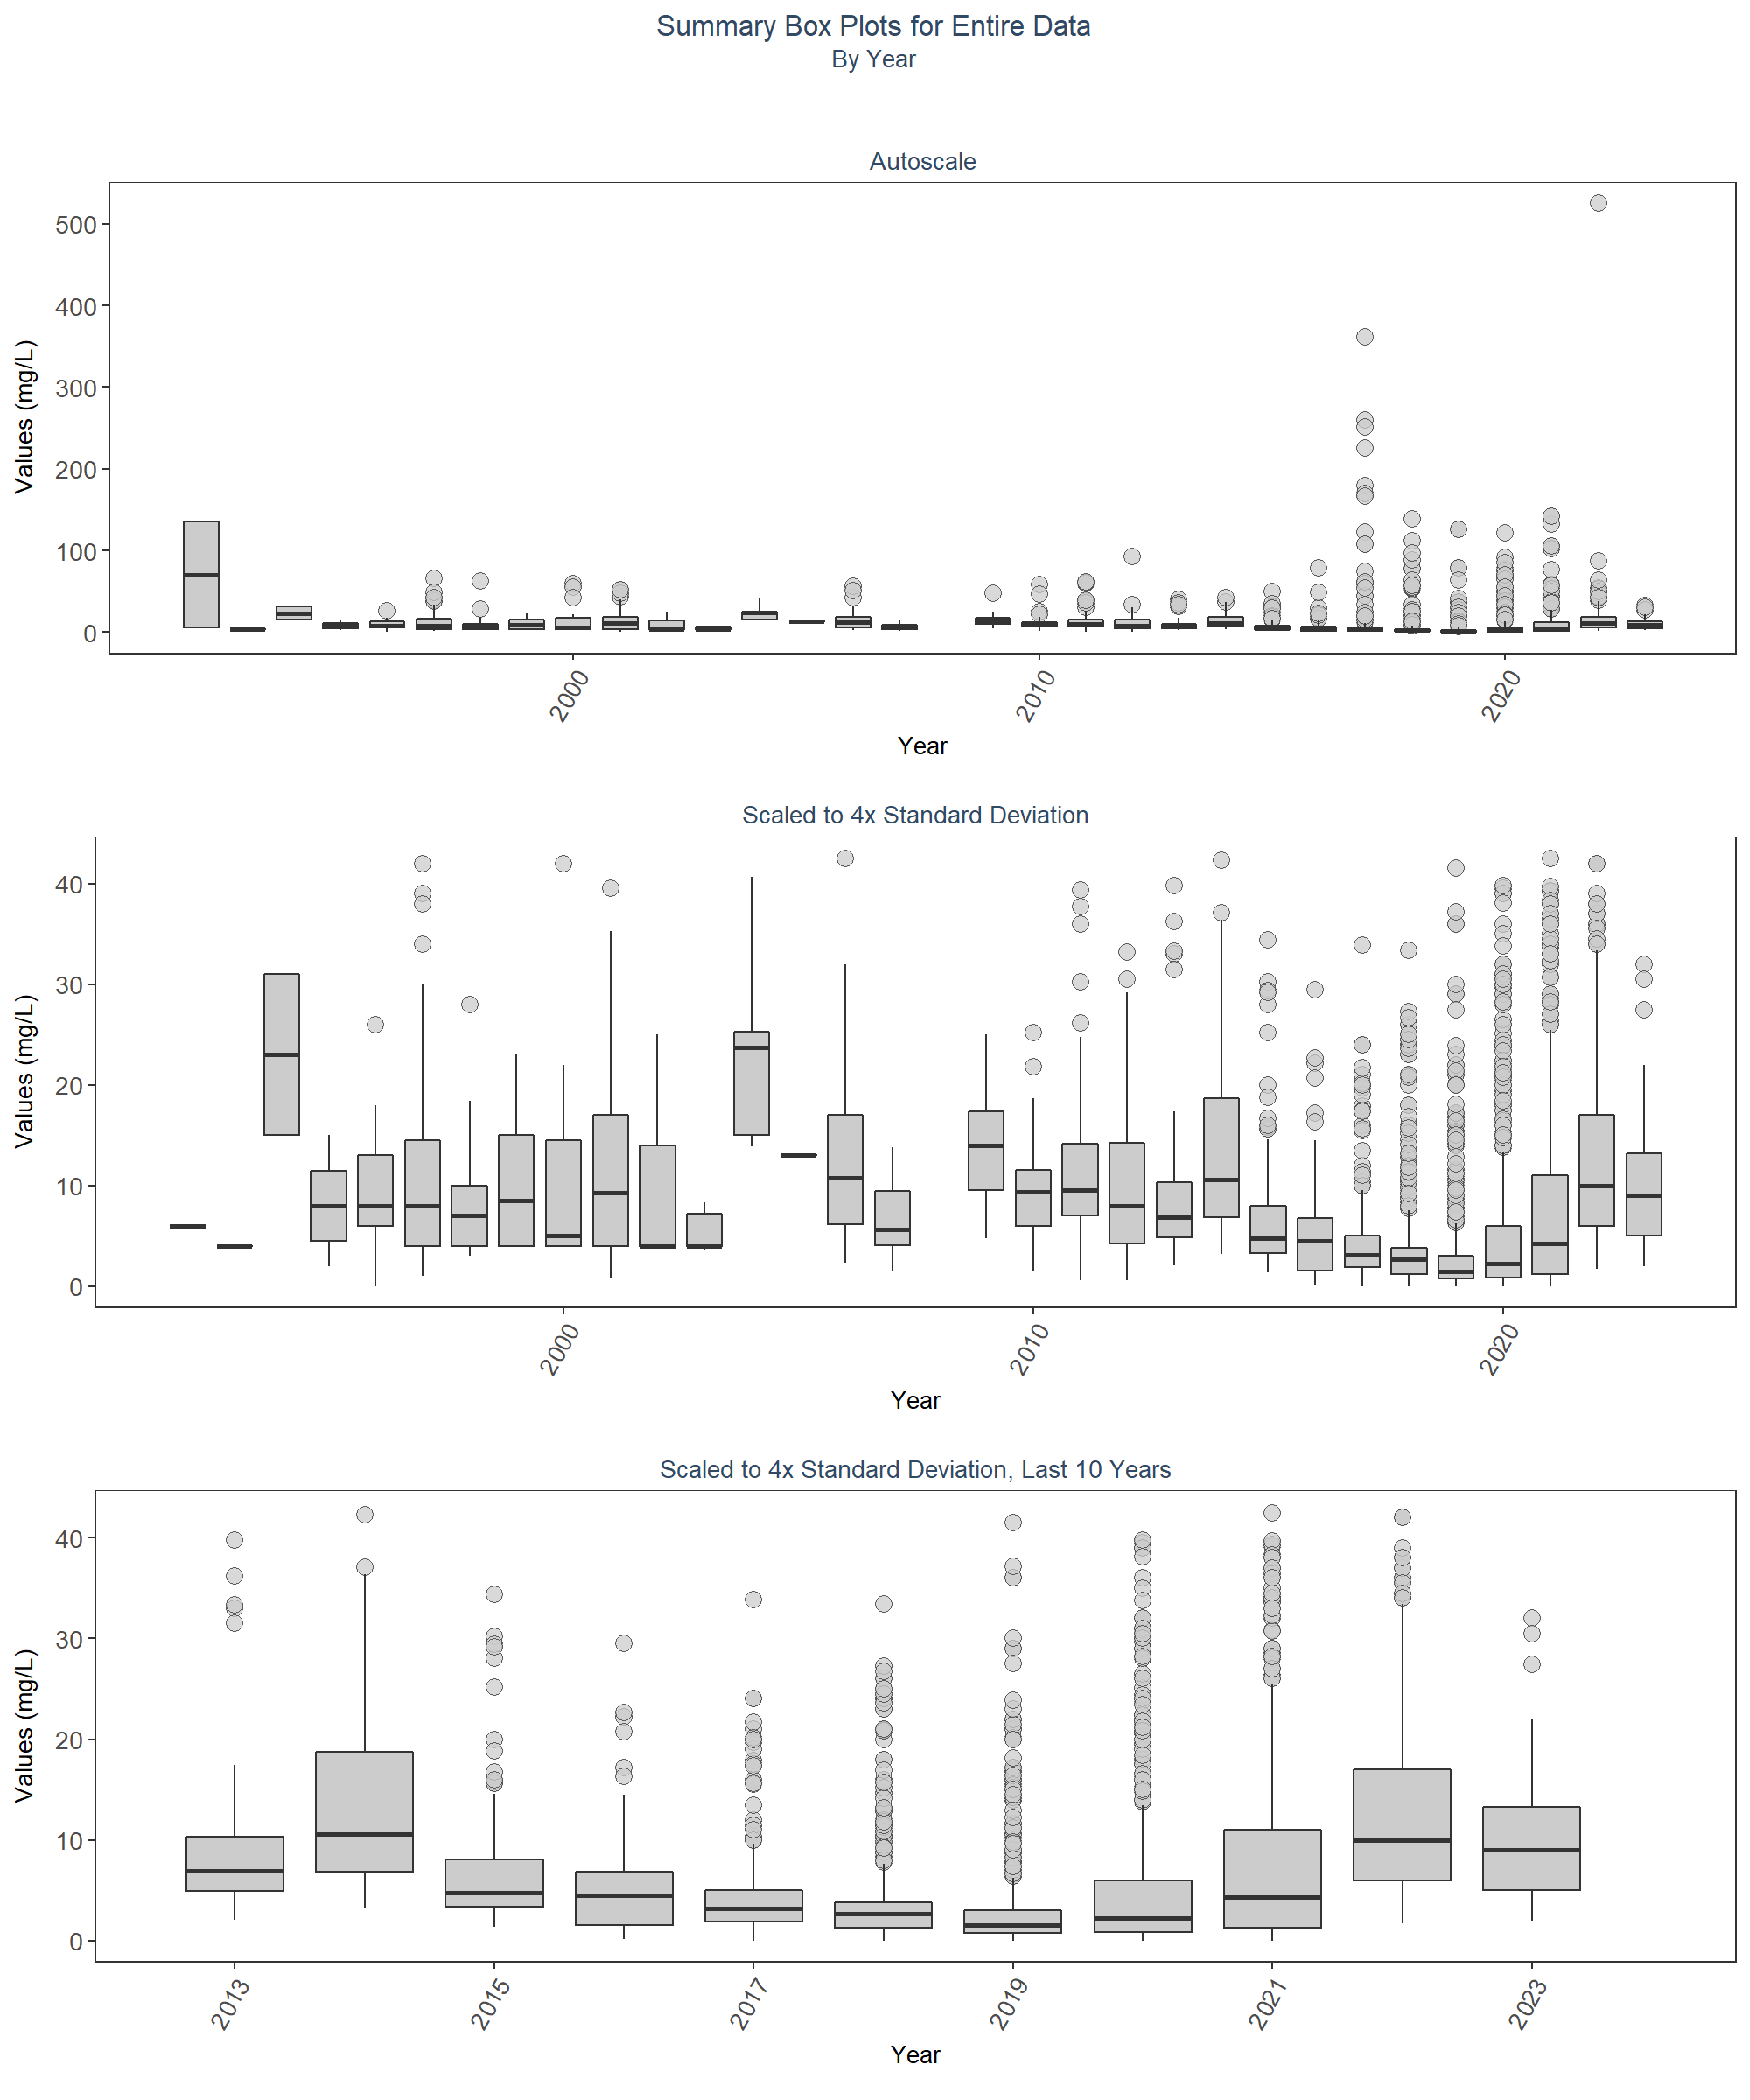 Summary Box Plots for Entire Data
By Year
Autoscale
Values (mg/L)
500
400
300
200
100
0
2000
2010
2020
Year
Scaled to 4x Standard Deviation
Values (mg/L)
40
30
20
10
0
2000
2010
2020
Year
Scaled to 4x Standard Deviation, Last 10 Years
Values (mg/L)
40
30
20
10
0
2013
2015
2017
2019
2021
2023
Year